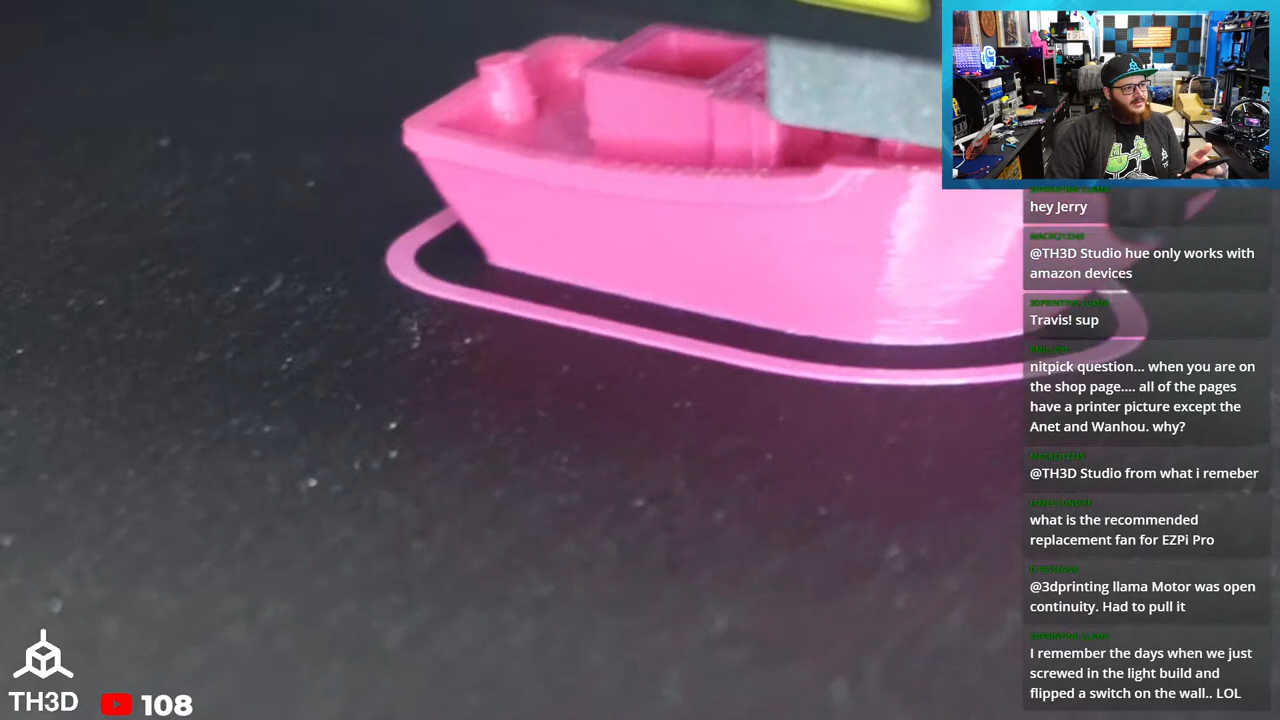 hey Jerry
@TH3D Studio hue only works with
amazon devices
Travis! sup
nitpick question... when you are on
the shop page.... all of the pages
have a printer picture except the
Anet and Wanhou. why?
@TH3D Studio from what i remeber
what is the recommended
replacement fan for EZPi Pro
@3dprinting llama Motor was open
continuity. Had to pull it
3DPRINTING LLAMA
I remember the days when we just
screwed in the light build and
flipped a switch on the wall.. LOL
TH3D
108